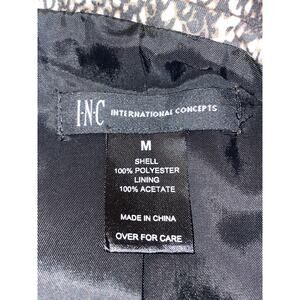 I·N·C INTERNATIONAL CONCEPTS
M
SHELL
100% POLYESTER
LINING
100% ACETATE
MADE IN CHINA
OVER FOR CARE